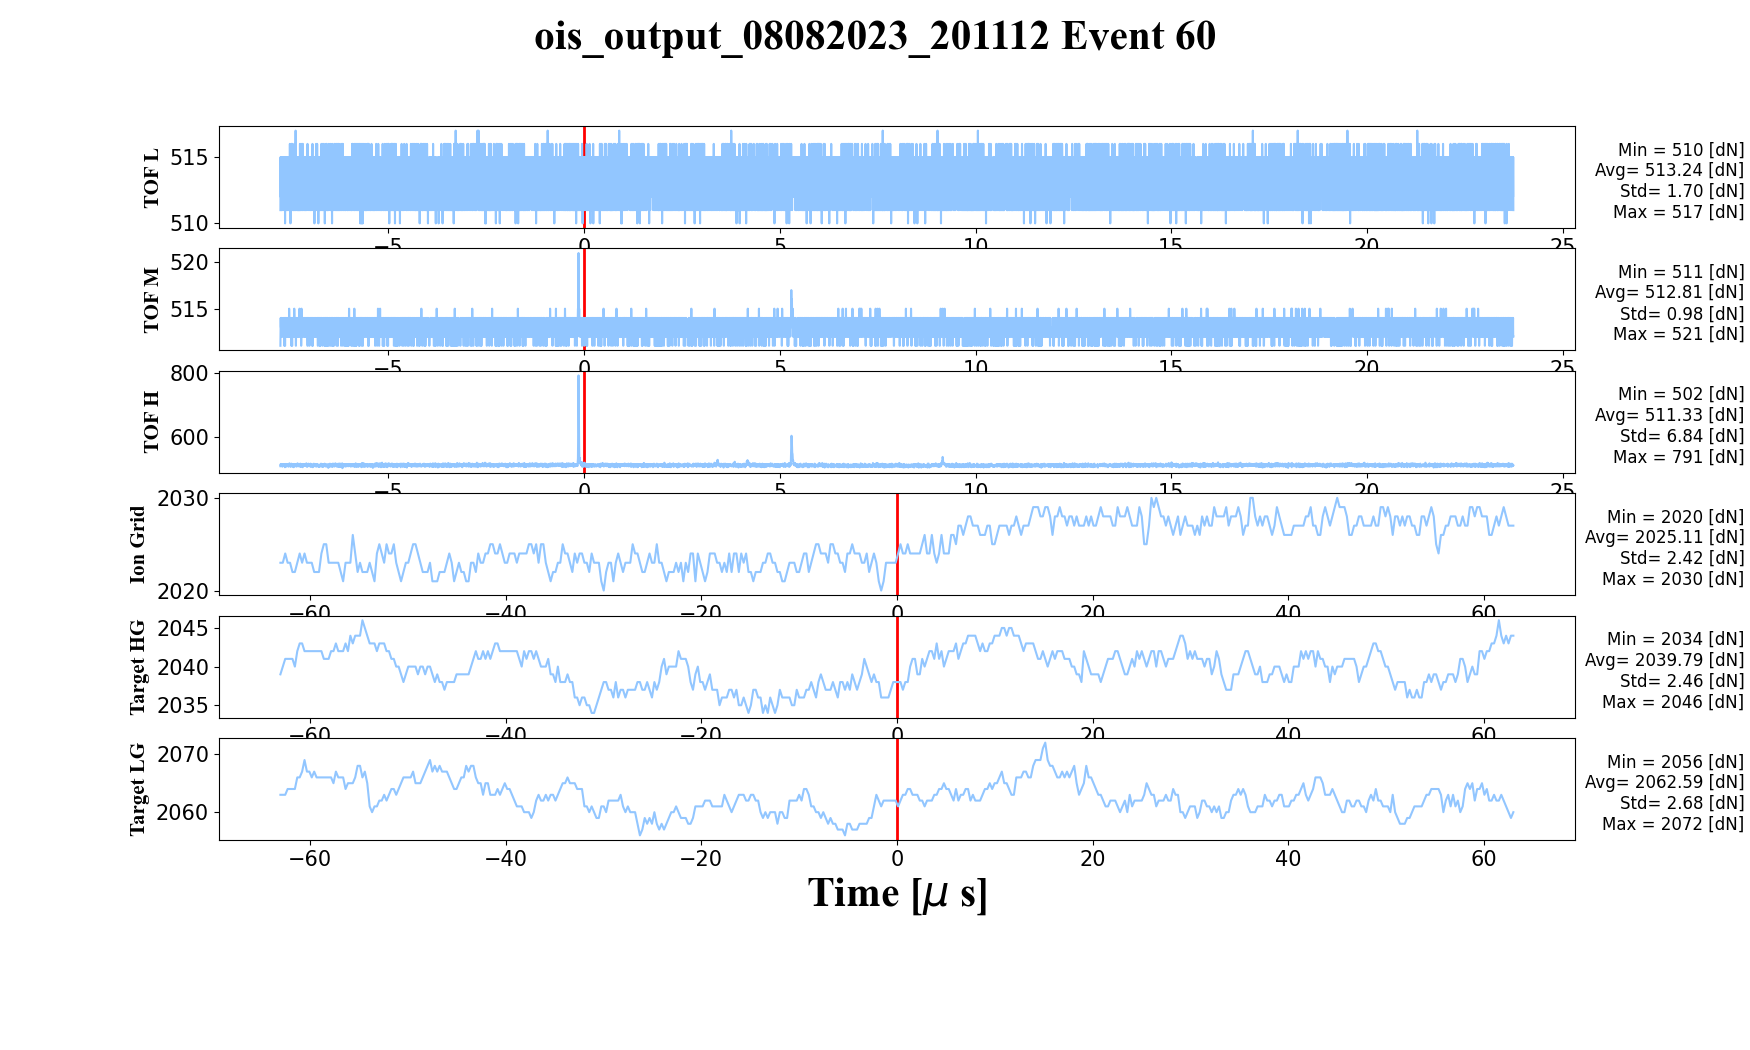 ois_output_08082023_201112 Event 60
TOF L
515
510
Min = 510 [dN]
Avg= 513.24 [dN]
Std= 1.70 [dN]
Max = 517 [dN]
−5 0 5 10 15 20 25
TOF M
520
515
Min = 511 [dN]
Avg= 512.81 [dN]
Std= 0.98 [dN]
Max = 521 [dN]
−5 0 5 10 15 20 25
TOF H
800
600
Min = 502 [dN]
Avg= 511.33 [dN]
Std= 6.84 [dN]
Max = 791 [dN]
−5 0 5 10 15 20 25
Ion Grid
2030
2020
Min = 2020 [dN]
Avg= 2025.11 [dN]
Std= 2.42 [dN]
Max = 2030 [dN]
−60 −40 −20 0 20 40 60
Target HG
2045
2040
2035
Min = 2034 [dN]
Avg= 2039.79 [dN]
Std= 2.46 [dN]
Max = 2046 [dN]
−60 −40 −20 0 20 40 60
Target LG
2070
2060
Min = 2056 [dN]
Avg= 2062.59 [dN]
Std= 2.68 [dN]
Max = 2072 [dN]
−60 −40 −20 0 20 40 60
Time [μ s]